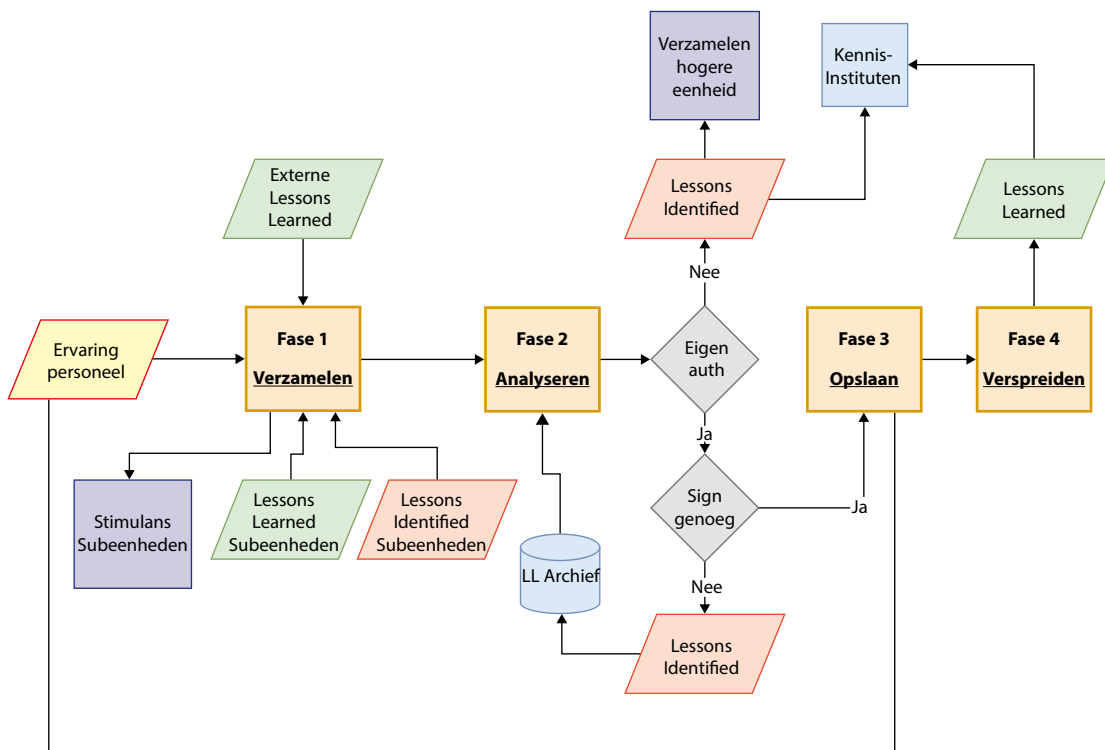 Verzamelen
hogere
eenheid
Kennis-
Instituten
Externe
Lessons
Learned
Lessons
Identified
Lessons
Learned
Nee
Ervaring
personeel
Fase 1
Verzamelen
Fase 2
Analyseren
Eigen
auth
Fase 3
Opslaan
Fase 4
Verspreiden
Ja
Stimulans
Subeenheden
Lessons
Learned
Subeenheden
Lessons
Identified
Subeenheden
Sign
genoeg
Ja
LL Archief
Nee
Lessons
Identified